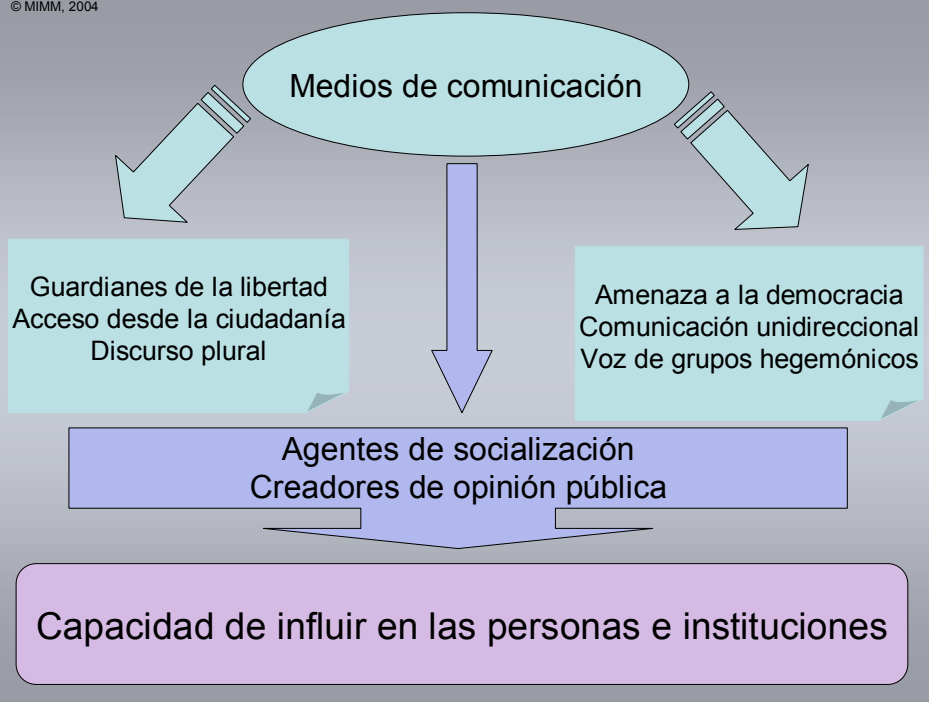 © MIMM, 2004
Medios de comunicación
Guardianes de la libertad
Acceso desde la ciudadanía
Discurso plural
Amenaza a la democracia
Comunicación unidireccional
Voz de grupos hegemónicos
Agentes de socialización
Creadores de opinión pública
Capacidad de influir en las personas e instituciones